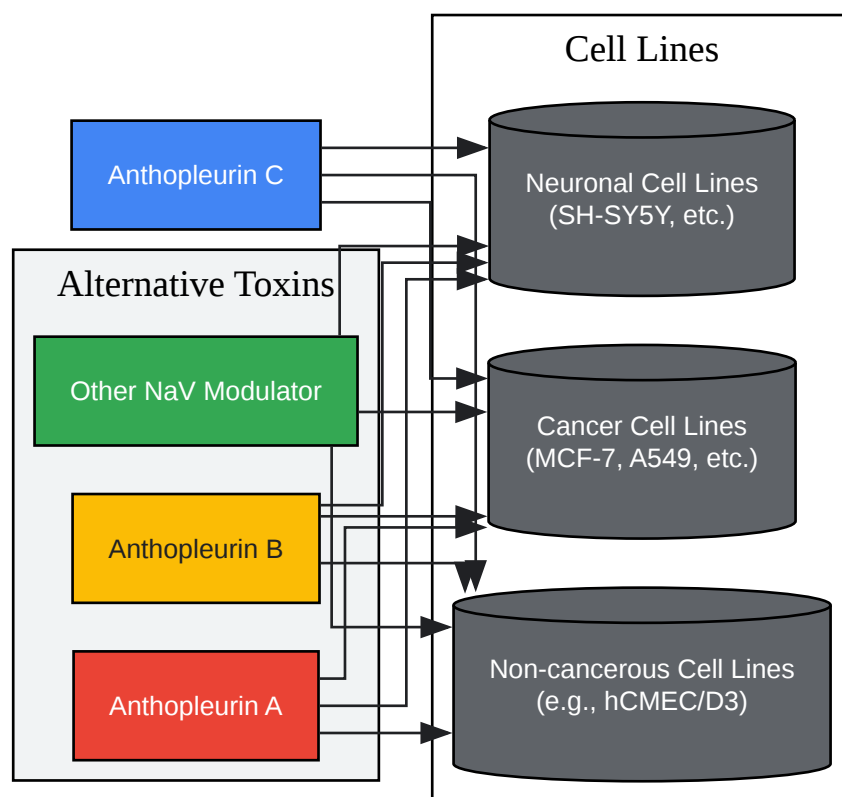 Cell Lines
Anthopleurin C
Neuronal Cell Lines
(SH-SY5Y, etc.)
Alternative Toxins
Other NaV Modulator
Cancer Cell Lines
(MCF-7, A549, etc.)
Anthopleurin B
Non-cancerous Cell Lines
(e.g., hCMEC/D3)
Anthopleurin A